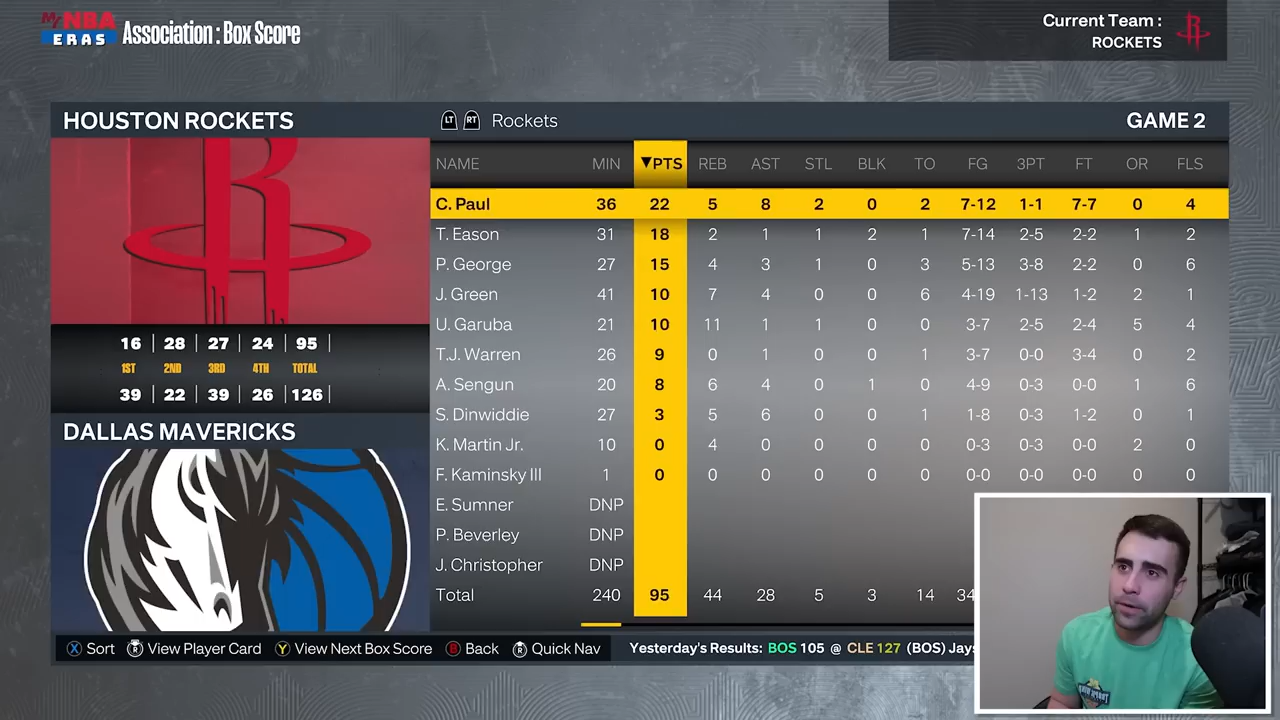 My NBA ERAS Association : Box Score
Current Team :
ROCKETS
HOUSTON ROCKETS
16 28 27 24 95
1ST 2ND 3RD 4TH TOTAL
39 22 39 26 126
DALLAS MAVERICKS
LT RT Rockets GAME 2
NAME MIN ▼PTS REB AST STL BLK TO FG 3PT FT OR FLS
C. Paul 36 22 5 8 2 0 2 7-12 1-1 7-7 0 4
T. Eason 31 18 2 1 1 2 1 7-14 2-5 2-2 1 2
P. George 27 15 4 3 1 0 3 5-13 3-8 2-2 0 6
J. Green 41 10 7 4 0 0 6 4-19 1-13 1-2 2 1
U. Garuba 21 10 11 1 1 0 0 3-7 2-5 2-4 5 4
T.J. Warren 26 9 0 1 0 0 1 3-7 0-0 3-4 0 2
A. Sengun 20 8 6 4 0 1 0 4-9 0-3 0-0 1 6
S. Dinwiddie 27 3 5 6 0 0 1 1-8 0-3 1-2 0 1
K. Martin Jr. 10 0 4 0 0 0 0 0-3 0-3 0-0 2 0
F. Kaminsky III 1 0 0 0 0 0 0 0-0 0-0 0-0 0 0
E. Sumner DNP
P. Beverley DNP
J. Christopher DNP
Total 240 95 44 28 5 3 14 34
X Sort R View Player Card Y View Next Box Score B Back R Quick Nav
Yesterday's Results: BOS 105 @ CLE 127 (BOS) Jays